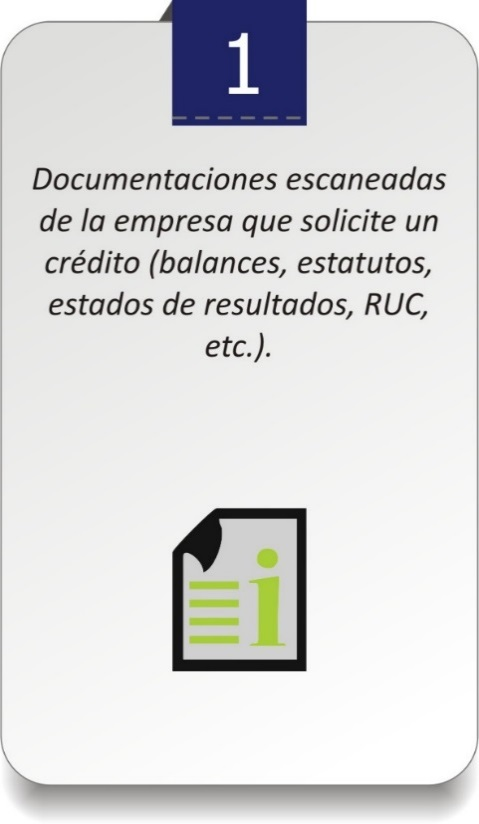 1
Documentaciones escaneadas
de la empresa que solicite un
crédito (balances, estatutos,
estados de resultados, RUC,
etc.).
i